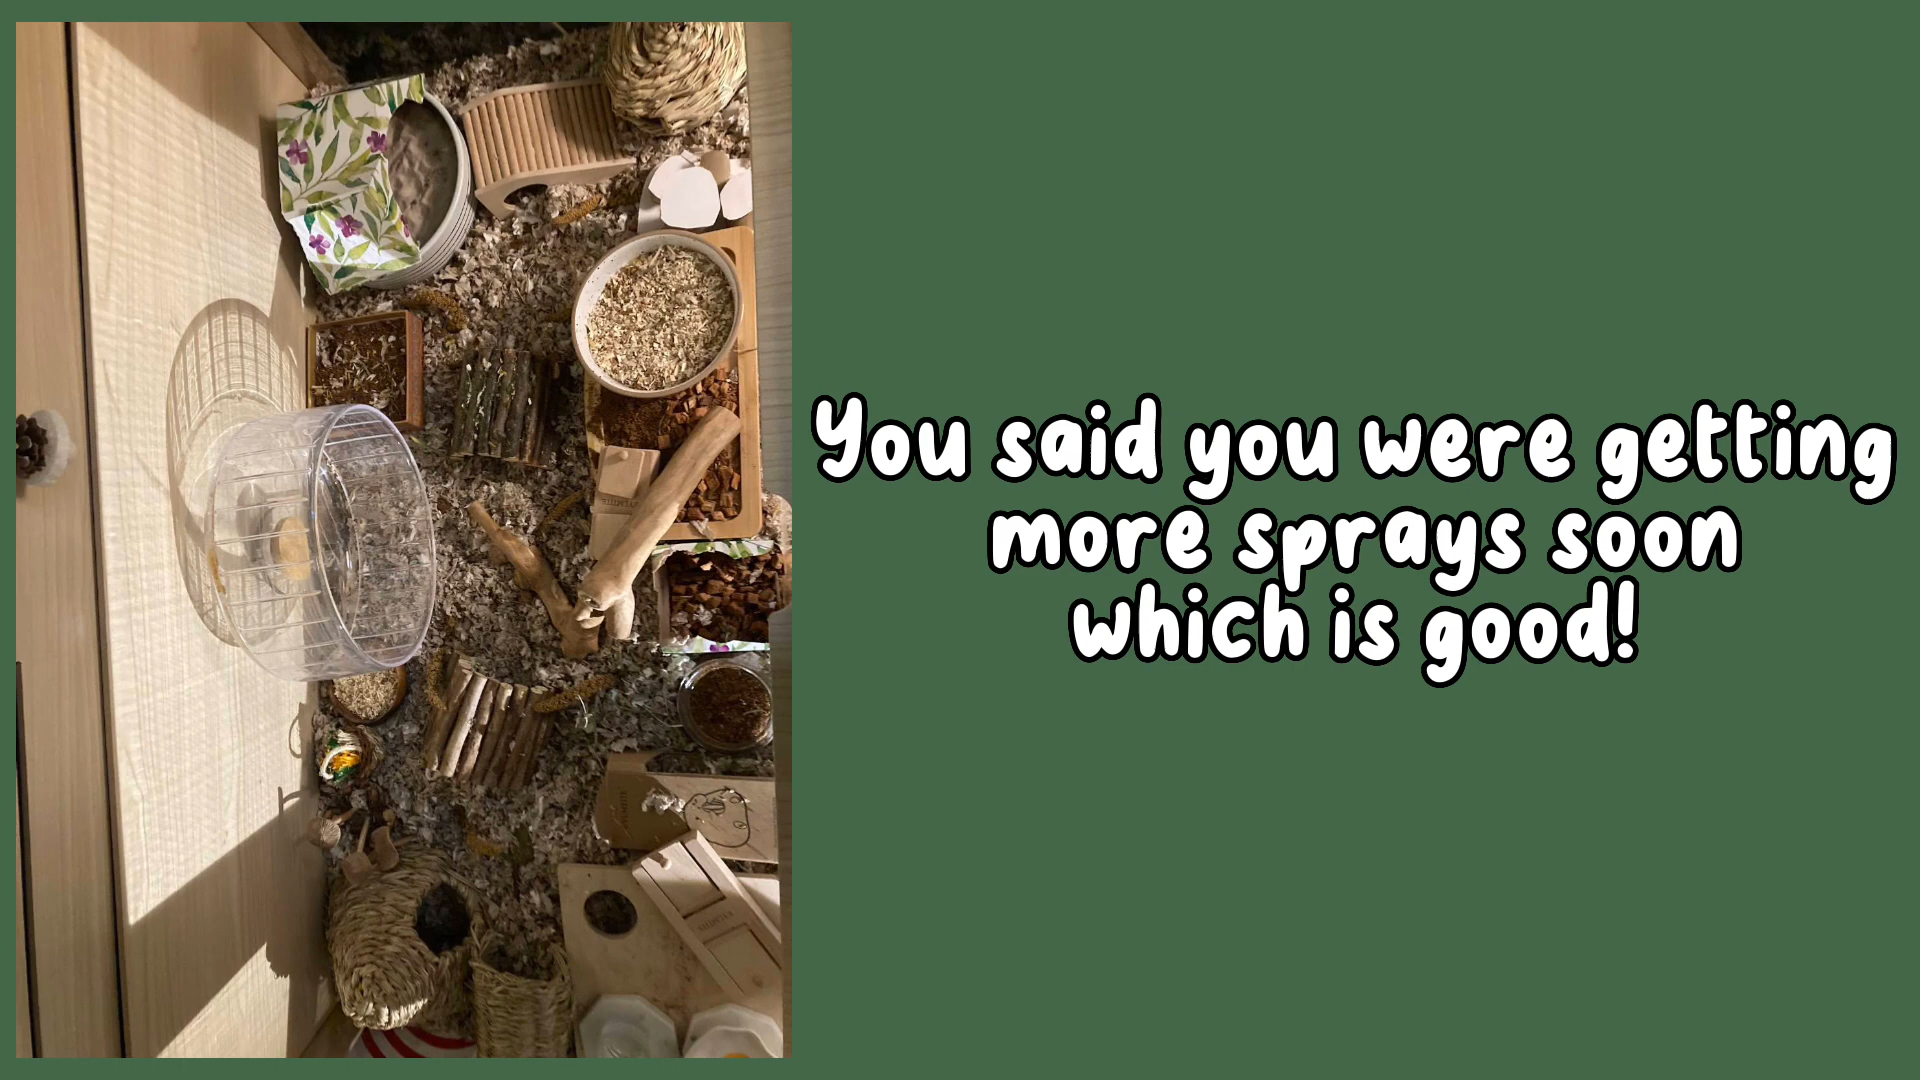 You said you were getting
more sprays soon
which is good!